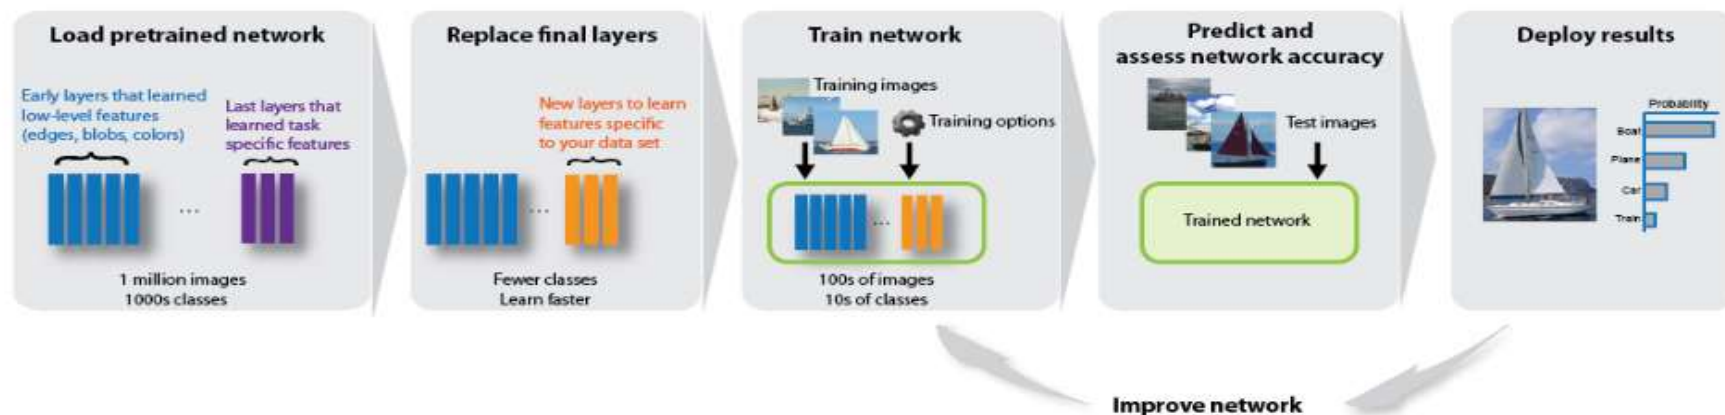 Load pretrained network
Early layers that learned
low-level features
(edges, blobs, colors)
Last layers that
learned task
specific features
...
1 million images
1000s classes
Replace final layers
New layers to learn
features specific
to your data set
...
Fewer classes
Learn faster
Train network
Training images
Training options
...
100s of images
10s of classes
Predict and
assess network accuracy
Test images
Trained network
Deploy results
Probability
Boat
Plane
Car
Train
Improve network